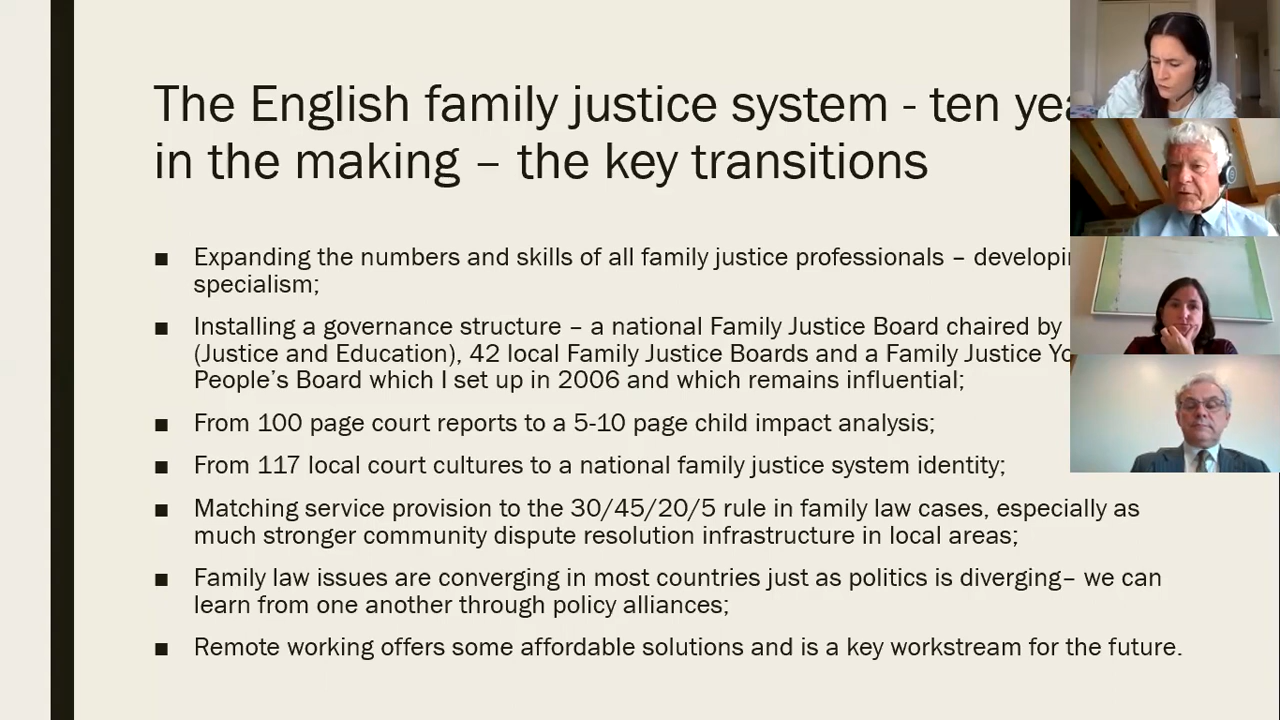 The English family justice system - ten
in the making – the key transitions
■ Expanding the numbers and skills of all family justice professionals –
specialism;
■ Installing a governance structure – a national Family Justice Board chaired by
(Justice and Education), 42 local Family Justice Boards and a Family Justice
People's Board which I set up in 2006 and which remains influential;
■ From 100 page court reports to a 5-10 page child impact analysis;
■ From 117 local court cultures to a national family justice system identity;
■ Matching service provision to the 30/45/20/5 rule in family law cases, especially as
much stronger community dispute resolution infrastructure in local areas;
■ Family law issues are converging in most countries just as politics is diverging– we can
learn from one another through policy alliances;
■ Remote working offers some affordable solutions and is a key workstream for the future.